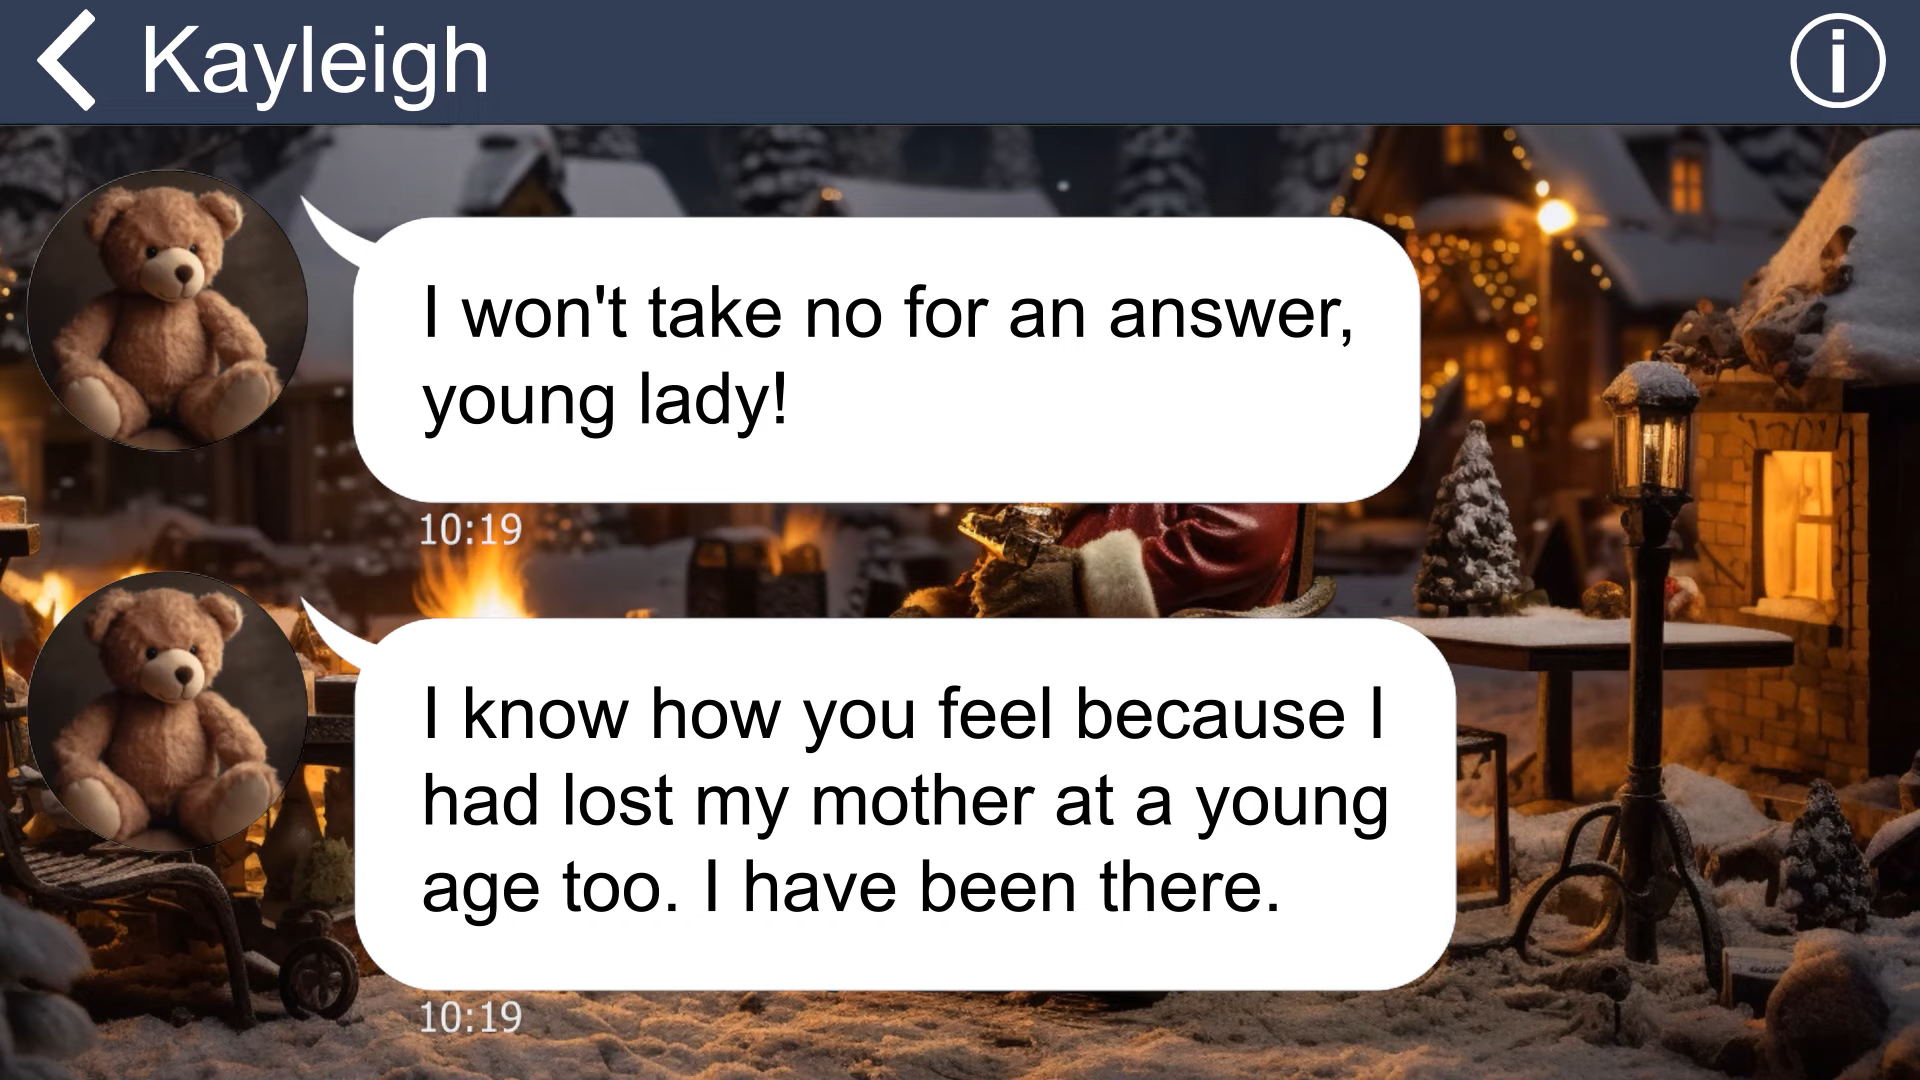 Kayleigh
I won't take no for an answer,
young lady!
10:19
I know how you feel because I
had lost my mother at a young
age too. I have been there.
10:19